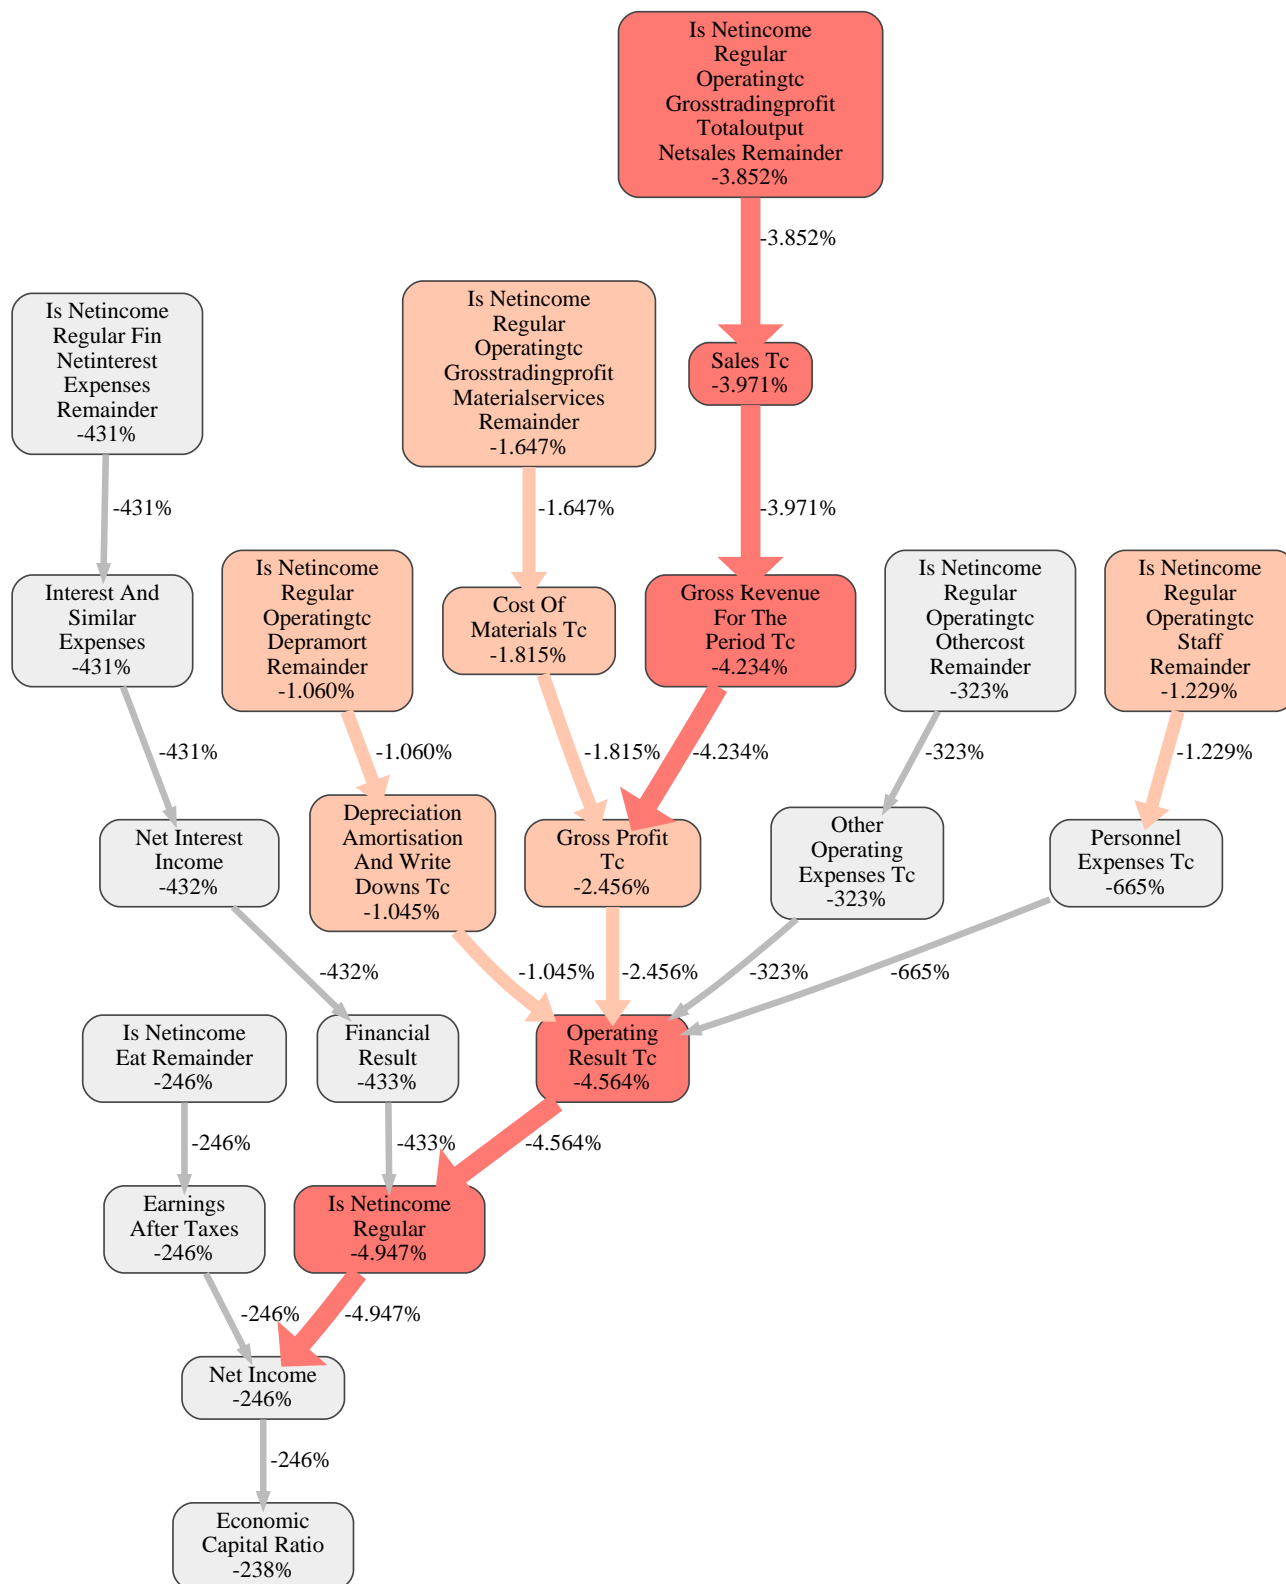 Is Netincome
Regular
Operatingtc
Grosstradingprofit
Totaloutput
Netsales Remainder
-3.852%
-3.852%
Is Netincome
Regular Fin
Netinterest
Expenses
Remainder
-431%
Is Netincome
Regular
Operatingtc
Grosstradingprofit
Materialservices
Remainder
-1.647%
Sales Tc
-3.971%
-431%
-1.647%
-3.971%
Interest And
Similar
Expenses
-431%
Is Netincome
Regular
Operatingtc
Depramort
Remainder
-1.060%
Cost Of
Materials Tc
-1.815%
Gross Revenue
For The
Period Tc
-4.234%
Is Netincome
Regular
Operatingtc
Othercost
Remainder
-323%
Is Netincome
Regular
Operatingtc
Staff
Remainder
-1.229%
-431%
-1.060%
-1.815%
-4.234%
-323%
-1.229%
Net Interest
Income
-432%
Depreciation
Amortisation
And Write
Downs Tc
-1.045%
Gross Profit
Tc
-2.456%
Other
Operating
Expenses Tc
-323%
Personnel
Expenses Tc
-665%
-432%
-1.045%
-2.456%
-323%
-665%
Is Netincome
Eat Remainder
-246%
Financial
Result
-433%
Operating
Result Tc
-4.564%
-246%
-433%
-4.564%
Earnings
After Taxes
-246%
Is Netincome
Regular
-4.947%
-246%
-4.947%
Net Income
-246%
-246%
Economic
Capital Ratio
-238%